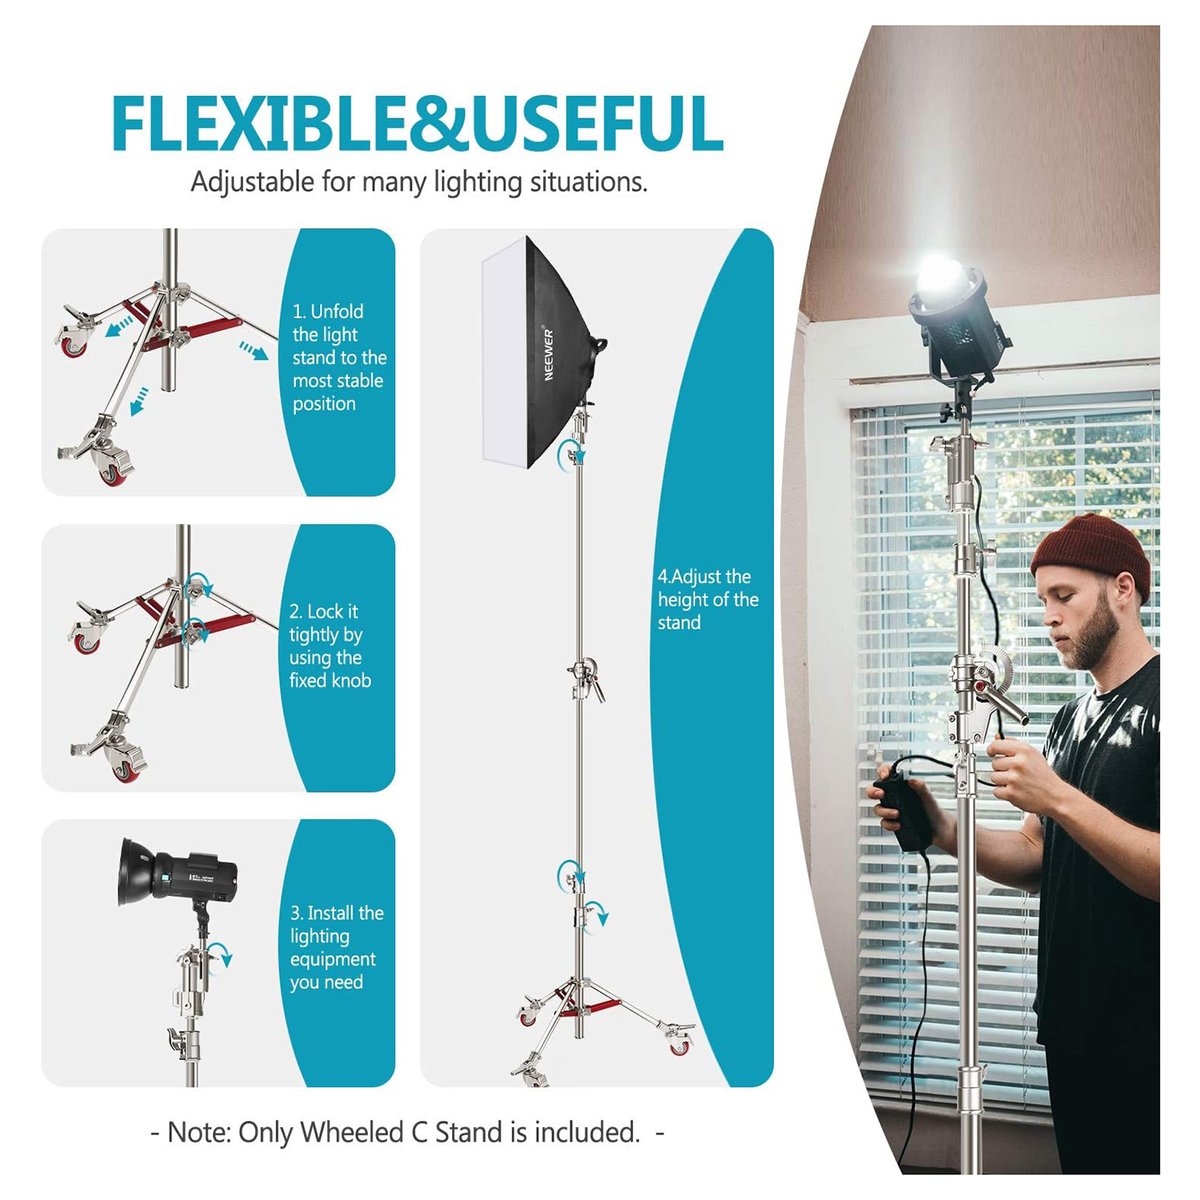 FLEXIBLE&USEFUL
Adjustable for many lighting situations.
1. Unfold
the light
stand to the
most stable
position
2. Lock it
tightly by
using the
fixed knob
3. Install the
lighting
equipment
you need
NEEWER®
4.Adjust the
height of the
stand
- Note: Only Wheeled C Stand is included. -